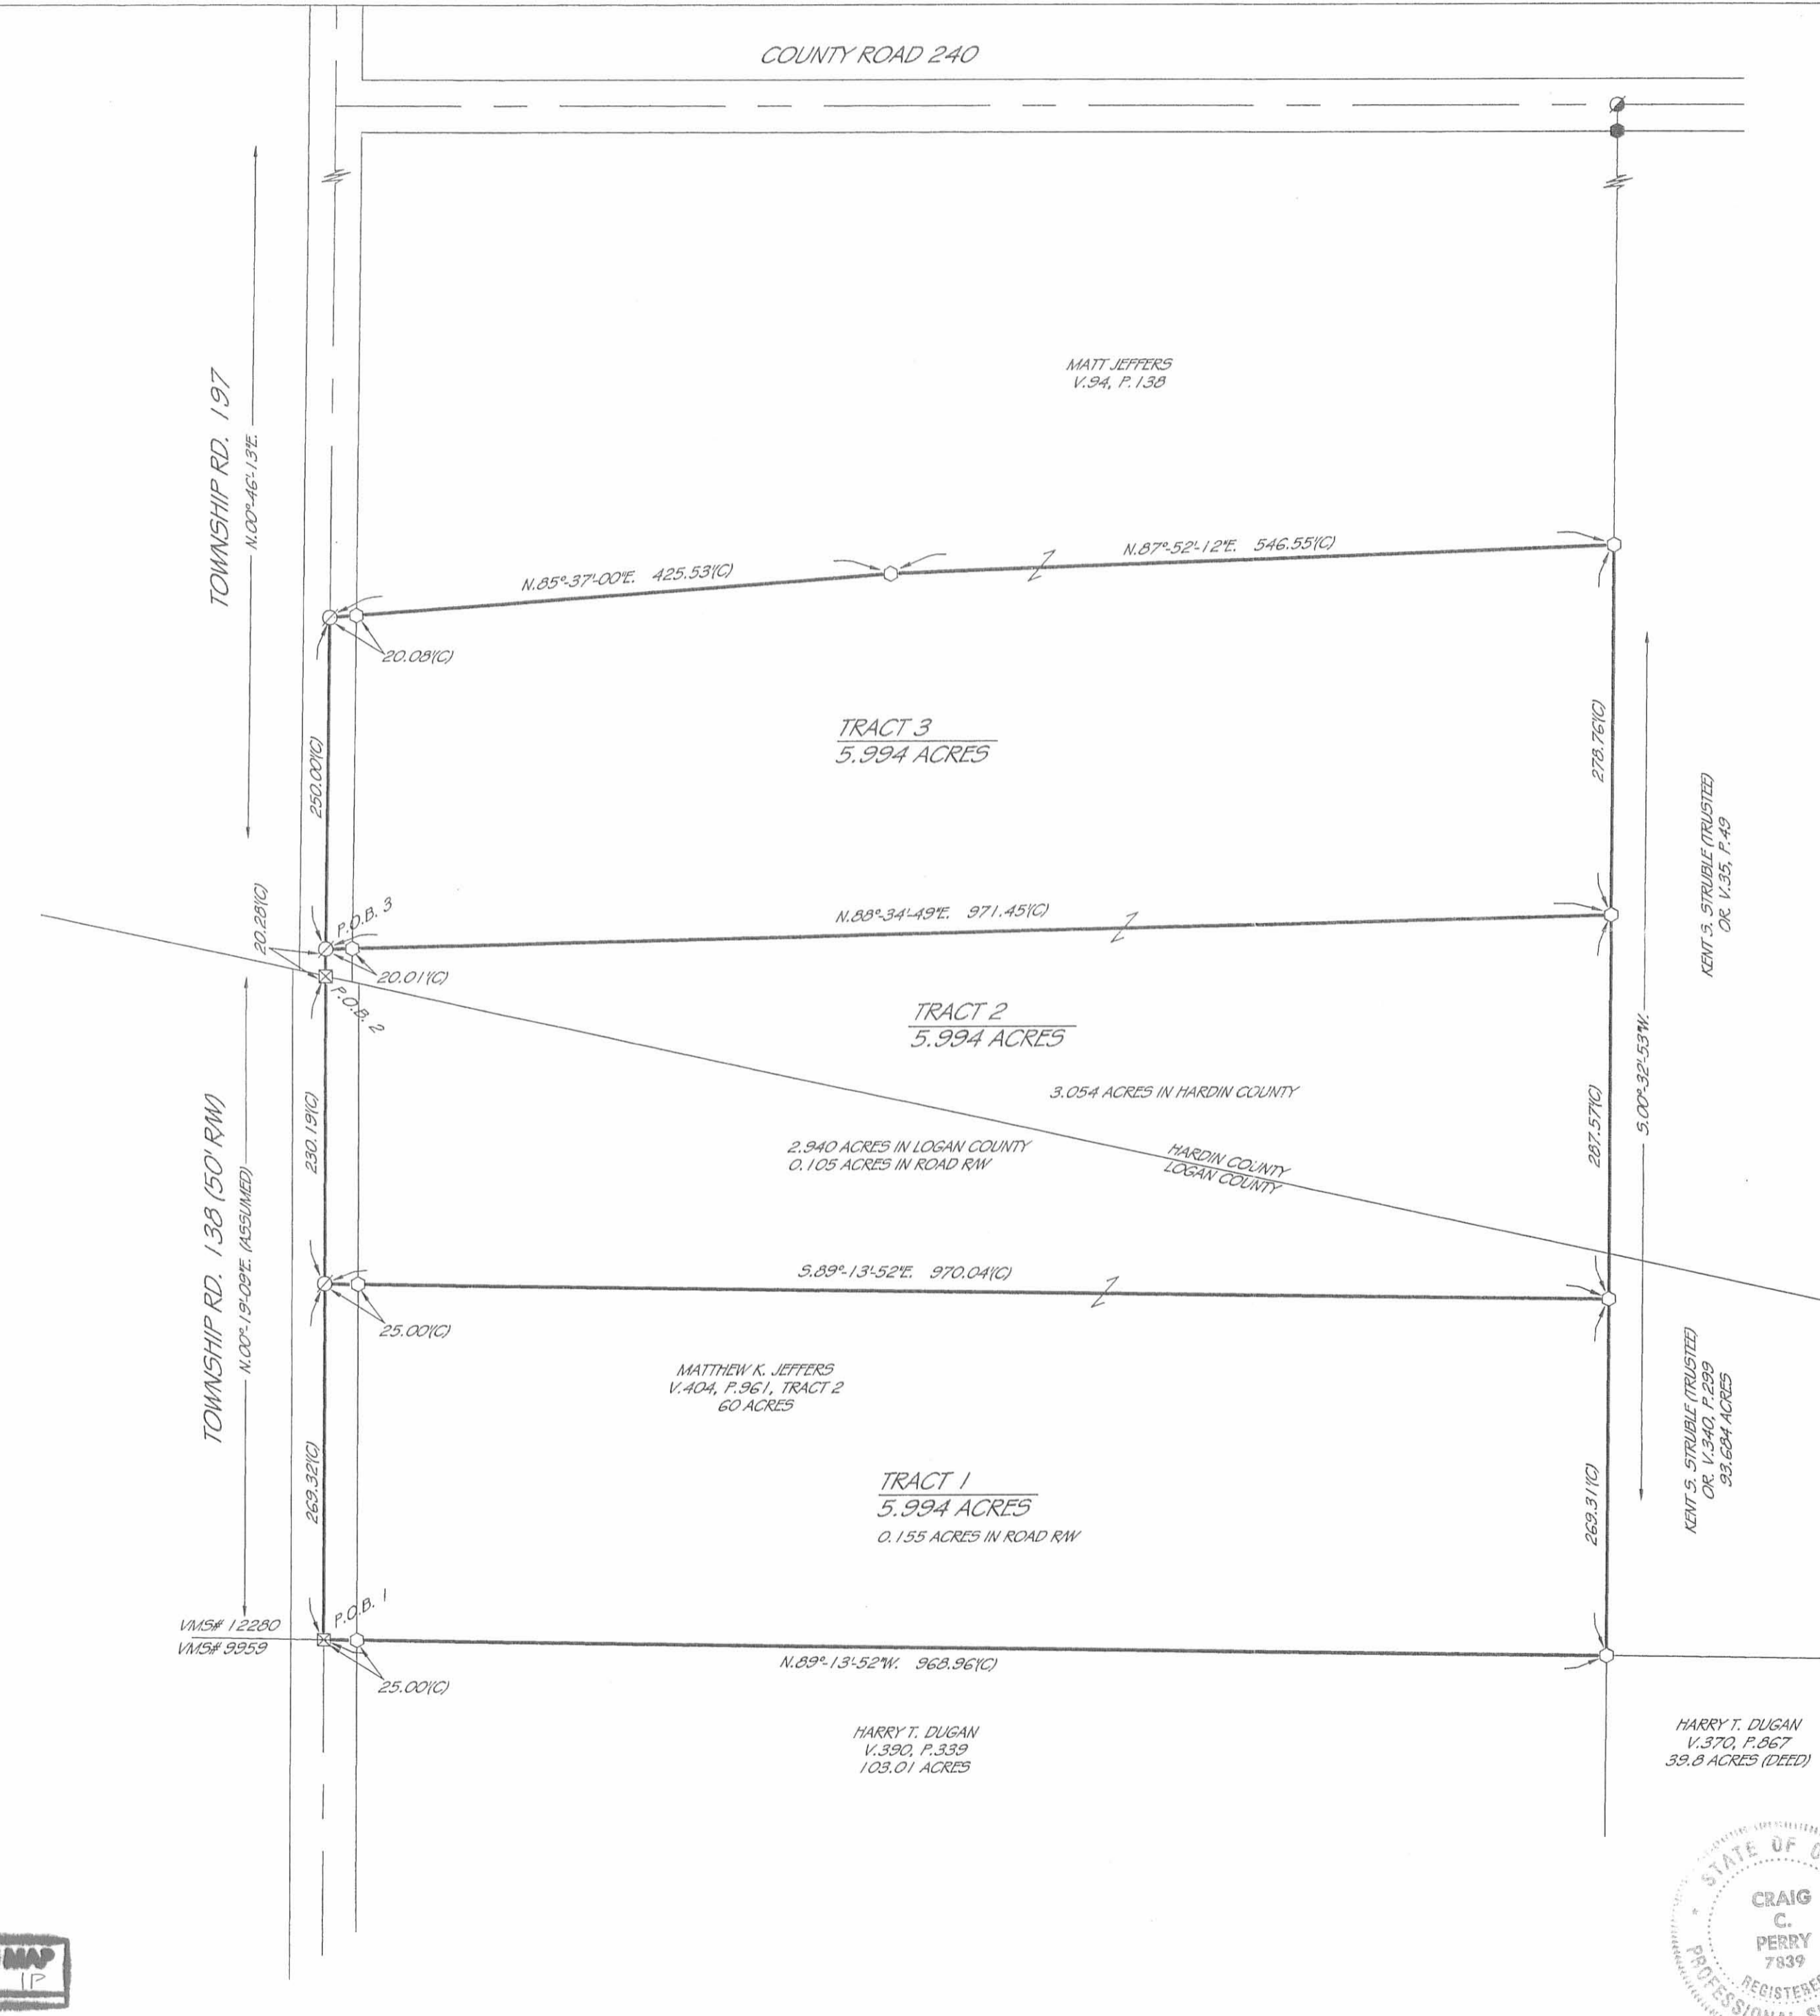 COUNTY ROAD 240
MATT JEFFERS
V.94, P.138
TOWNSHIP RD. 197
N.00°-46'-13"E.
N.85°-37'-00"E. 425.53'(C)
N.87°-52'-12"E. 546.55'(C)
20.08'(C)
TRACT 3
5.994 ACRES
250.00'(C)
278.76'(C)
KENT S. STRUBLE (TRUSTEE)
OR. V.35, P.49
20.28'(C)
P.O.B. 3
N.88°-34'-49"E. 971.45'(C)
20.01'(C)
P.O.B. 2
TRACT 2
5.994 ACRES
3.054 ACRES IN HARDIN COUNTY
2.940 ACRES IN LOGAN COUNTY
0.105 ACRES IN ROAD R/W
HARDIN COUNTY
LOGAN COUNTY
230.19'(C)
287.57'(C)
S.00°-32'-53"W.
TOWNSHIP RD. 138 (50' R/W)
N.00°-19'-09"E. (ASSUMED)
S.89°-13'-52"E. 970.04'(C)
25.00'(C)
MATTHEW K. JEFFERS
V.404, P.961, TRACT 2
60 ACRES
KENT S. STRUBLE (TRUSTEE)
OR. V.340, P.299
93.684 ACRES
269.32'(C)
269.31'(C)
TRACT 1
5.994 ACRES
0.155 ACRES IN ROAD R/W
P.O.B. 1
VMS# 12280
VMS# 9959
N.89°-13'-52"W. 968.96'(C)
25.00'(C)
HARRY T. DUGAN
V.390, P.339
103.01 ACRES
HARRY T. DUGAN
V.370, P.867
39.8 ACRES (DEED)
STATE OF
CRAIG
C.
PERRY
7839
REGISTERE
PROFESSIONAL
MAP
1P